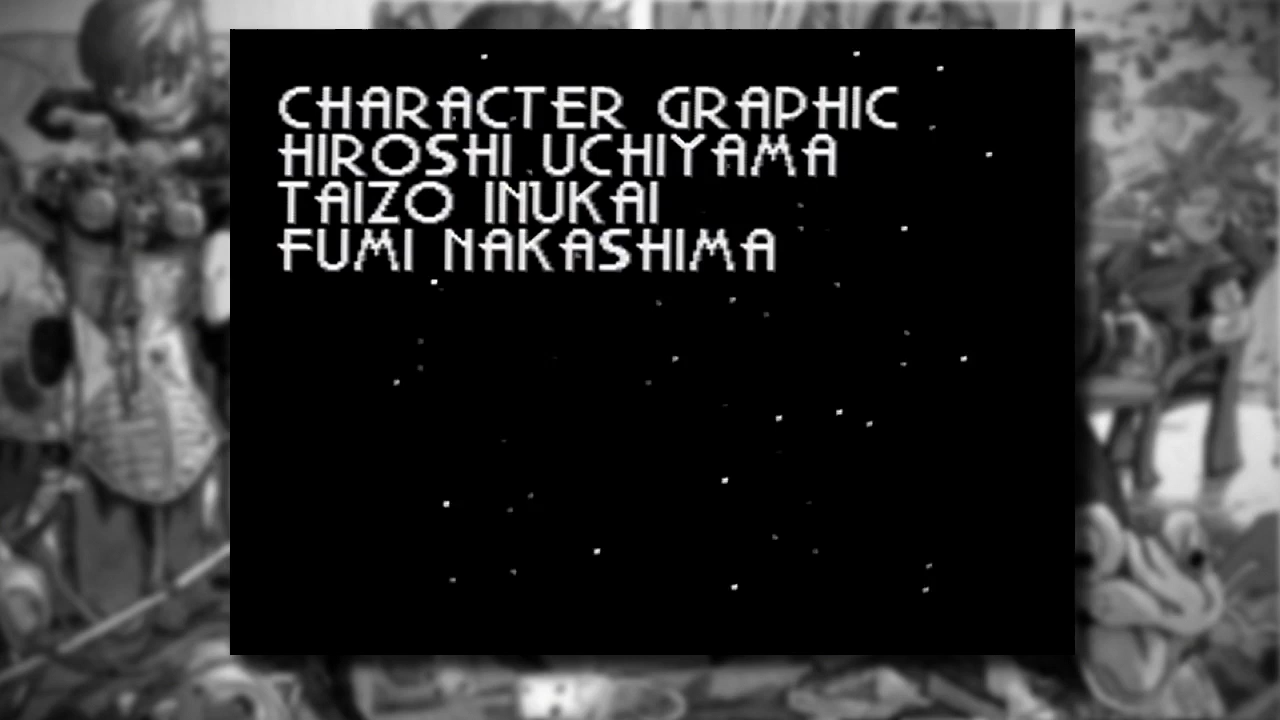 CHARACTER GRAPHIC
HIROSHI UCHIYAMA
TAIZO INUKAI
FUMI NAKASHIMA